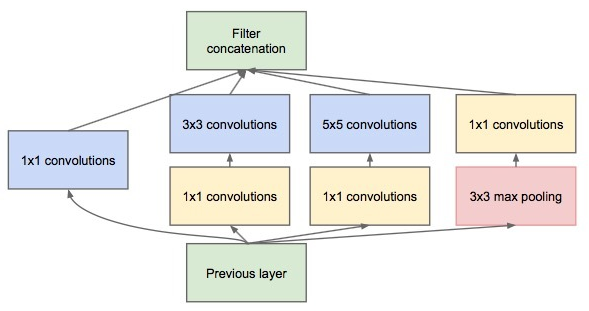 Filter
concatenation
3x3 convolutions
5x5 convolutions
1x1 convolutions
1x1 convolutions
1x1 convolutions
1x1 convolutions
3x3 max pooling
Previous layer